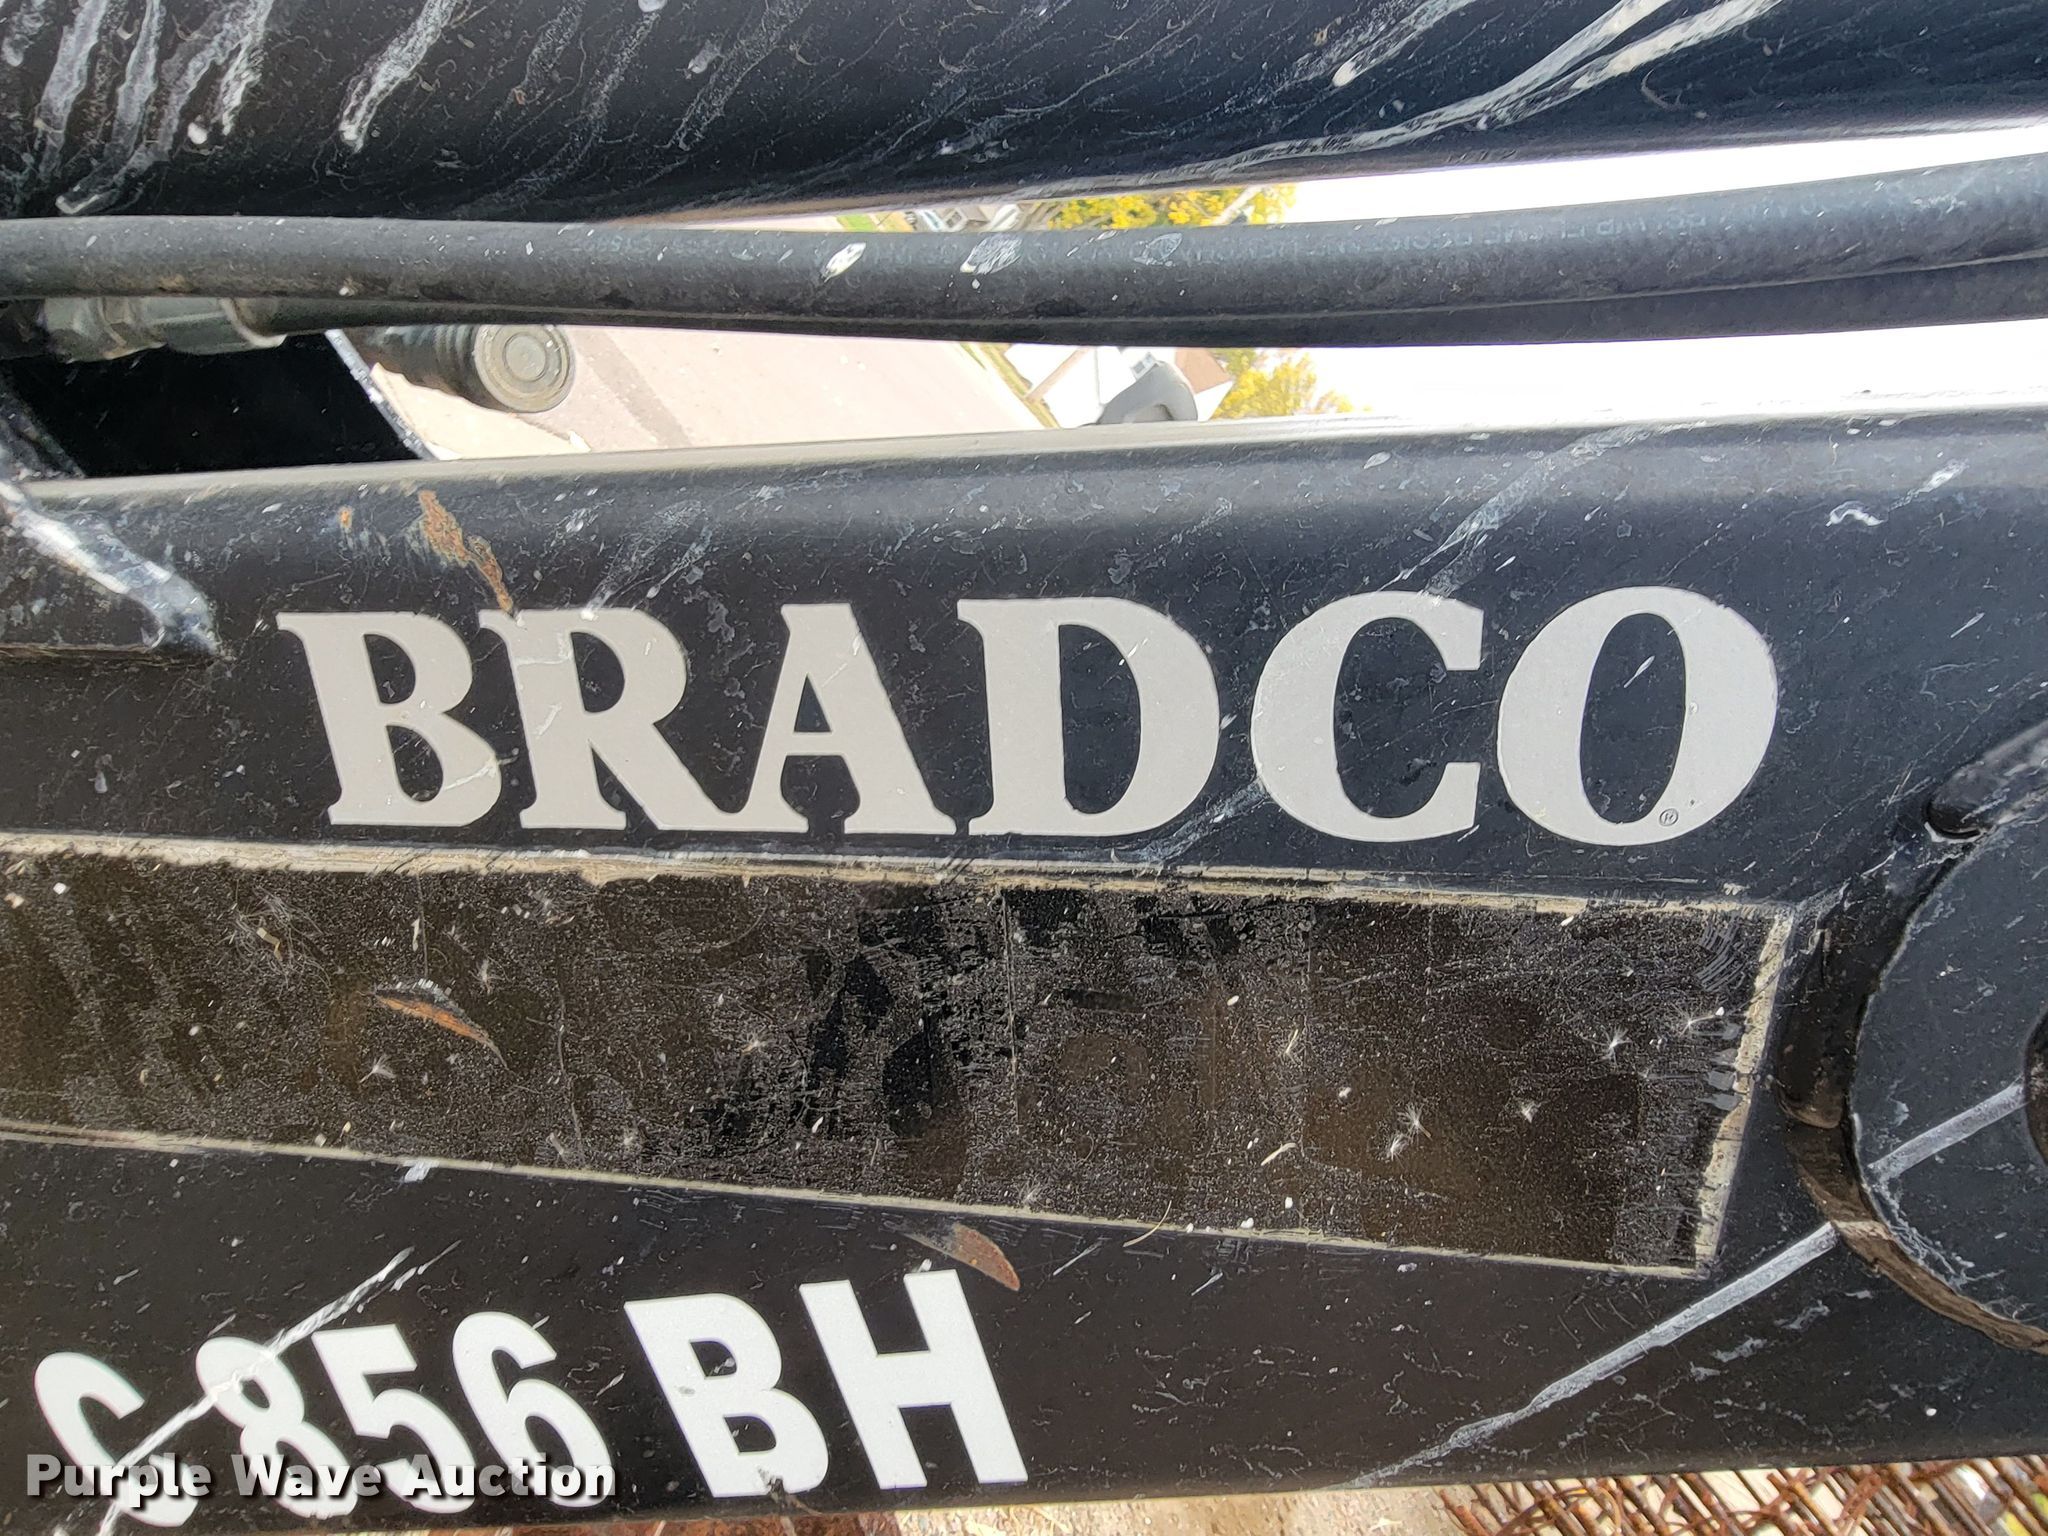 BRADCO®
C 856 BH
Purple Wave Auction